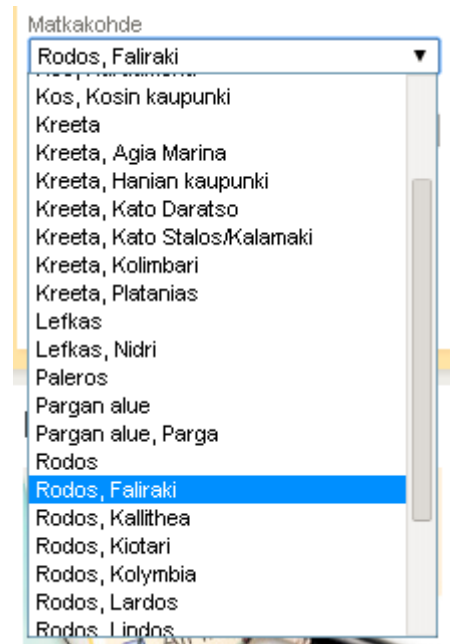 Matkakohde
Rodos, Faliraki
Kos, Kosin kaupunki
Kreeta
Kreeta, Agia Marina
Kreeta, Hanian kaupunki
Kreeta, Kato Daratso
Kreeta, Kato Stalos/Kalamaki
Kreeta, Kolimbari
Kreeta, Platanias
Lefkas
Lefkas, Nidri
Paleros
Pargan alue
Pargan alue, Parga
Rodos
Rodos, Faliraki
Rodos, Kallithea
Rodos, Kiotari
Rodos, Kolymbia
Rodos, Lardos
Rodos, Lindos